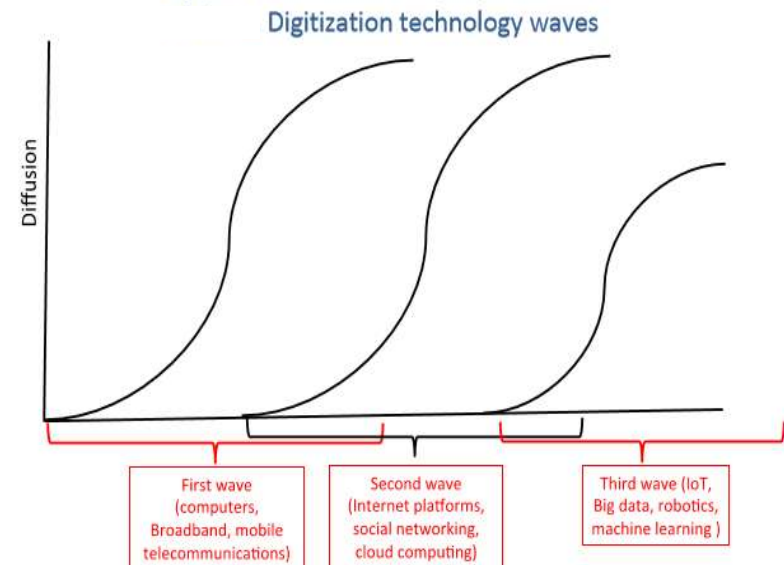 Digitization technology waves
Diffusion
First wave
(computers,
Broadband, mobile
telecommunications)
Second wave
(Internet platforms,
social networking,
cloud computing)
Third wave (IoT,
Big data, robotics,
machine learning )